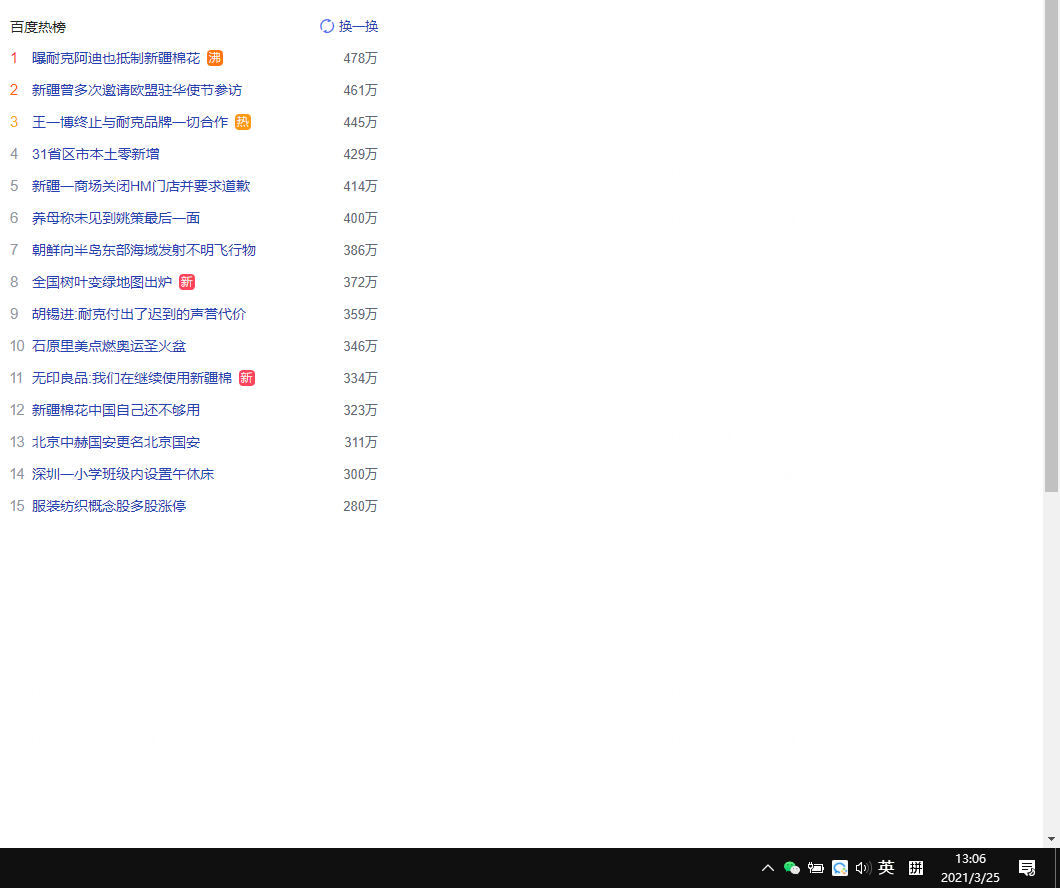 百度热榜 换一换
1 曝耐克阿迪也抵制新疆棉花 沸 478万
2 新疆曾多次邀请欧盟驻华使节参访 461万
3 王一博终止与耐克品牌一切合作 热 445万
4 31省区市本土零新增 429万
5 新疆一商场关闭HM门店并要求道歉 414万
6 养母称未见到姚策最后一面 400万
7 朝鲜向半岛东部海域发射不明飞行物 386万
8 全国树叶变绿地图出炉 新 372万
9 胡锡进:耐克付出了迟到的声誉代价 359万
10 石原里美点燃奥运圣火盆 346万
11 无印良品:我们在继续使用新疆棉 新 334万
12 新疆棉花中国自己还不够用 323万
13 北京中赫国安更名北京国安 311万
14 深圳一小学班级内设置午休床 300万
15 服装纺织概念股多股涨停 280万
英 拼 13:06
2021/3/25